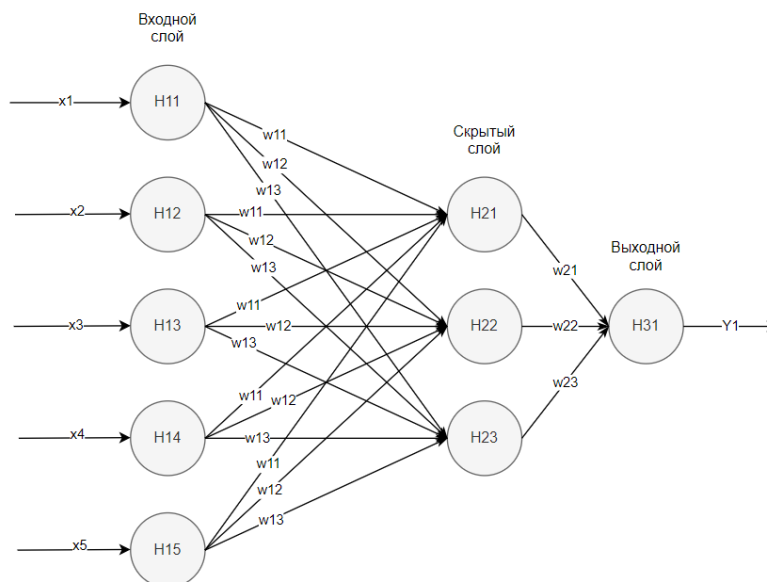 Входной
слой
x1
H11
w11
w12
w13
Скрытый
слой
x2
H12
w11
w12
w13
H21
Выходной
слой
w21
x3
H13
w11
w12
w13
H22
w22
H31
Y1
w23
x4
H14
w11
w12
w13
H23
x5
H15
w11
w12
w13